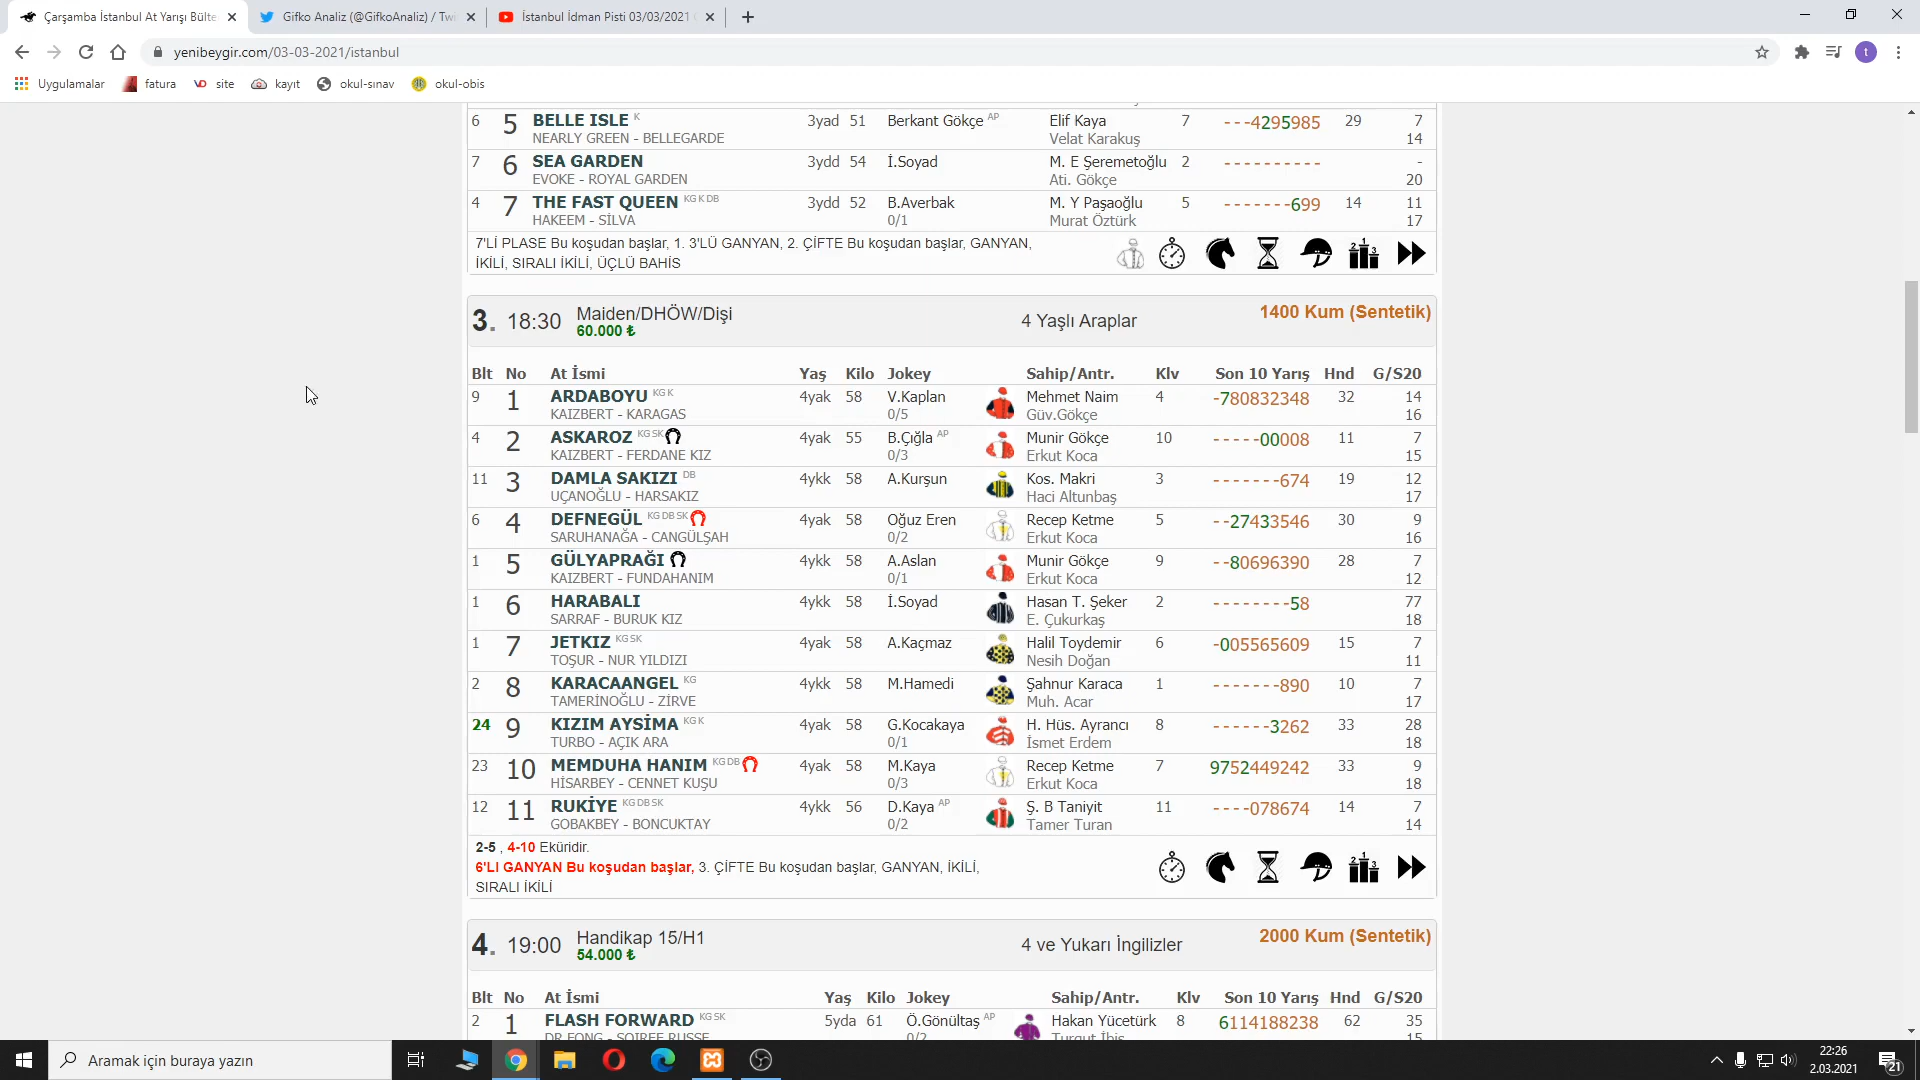 Çarşamba İstanbul At Yarışı Bülte
Gifko Analiz (@GifkoAnaliz) / Twi
İstanbul İdman Pisti 03/03/2021
yenibeygir.com/03-03-2021/istanbul
t
Uygulamalar fatura VD site kayıt okul-sınav okul-obis
6 5 BELLE ISLE K 3yad 51 Berkant Gökçe AP Elif Kaya 7 ---4295985 29 7
NEARLY GREEN - BELLEGARDE Velat Karakuş 14
7 6 SEA GARDEN 3ydd 54 İ.Soyad M. E Şeremetoğlu 2 ---------- -
EVOKE - ROYAL GARDEN Ati. Gökçe 20
4 7 THE FAST QUEEN KG K DB 3ydd 52 B.Averbak M. Y Paşaoğlu 5 -------699 14 11
HAKEEM - SİLVA 0/1 Murat Öztürk 17
7'Lİ PLASE Bu koşudan başlar, 1. 3'LÜ GANYAN, 2. ÇİFTE Bu koşudan başlar, GANYAN,
İKİLİ, SIRALI İKİLİ, ÜÇLÜ BAHİS
3. 18:30 Maiden/DHÖW/Dişi 4 Yaşlı Araplar 1400 Kum (Sentetik)
60.000 ₺
Blt No At İsmi Yaş Kilo Jokey Sahip/Antr. Klv Son 10 Yarış Hnd G/S20
9 1 ARDABOYU KG K 4yak 58 V.Kaplan Mehmet Naim 4 -780832348 32 14
KAIZBERT - KARAGAS 0/5 Güv.Gökçe 16
4 2 ASKAROZ KG SK 4yak 55 B.Çığla AP Munir Gökçe 10 -----00008 11 7
KAIZBERT - FERDANE KIZ 0/3 Erkut Koca 15
11 3 DAMLA SAKIZI DB 4ykk 58 A.Kurşun Kos. Makri 3 -------674 19 12
UÇANOĞLU - HARSAKIZ Haci Altunbaş 17
6 4 DEFNEGÜL KG DB SK 4yak 58 Oğuz Eren Recep Ketme 5 --27433546 30 9
SARUHANAĞA - CANGÜLŞAH 0/2 Erkut Koca 16
1 5 GÜLYAPRAĞI 4ykk 58 A.Aslan Munir Gökçe 9 --80696390 28 7
KAIZBERT - FUNDAHANIM 0/1 Erkut Koca 12
1 6 HARABALI 4ykk 58 İ.Soyad Hasan T. Şeker 2 --------58 77
SARRAF - BURUK KIZ E. Çukurkaş 18
1 7 JETKIZ KG SK 4yak 58 A.Kaçmaz Halil Toydemir 6 -005565609 15 7
TOŞUR - NUR YILDIZI Nesih Doğan 11
2 8 KARACAANGEL KG 4ykk 58 M.Hamedi Şahnur Karaca 1 -------890 10 7
TAMERİNOĞLU - ZİRVE Muh. Acar 17
24 9 KIZIM AYSİMA KG K 4yak 58 G.Kocakaya H. Hüs. Ayrancı 8 ------3262 33 28
TURBO - AÇIK ARA 0/1 İsmet Erdem 18
23 10 MEMDUHA HANIM KG DB 4yak 58 M.Kaya Recep Ketme 7 9752449242 33 9
HİSARBEY - CENNET KUŞU 0/3 Erkut Koca 18
12 11 RUKİYE KG DB SK 4ykk 56 D.Kaya AP Ş. B Taniyit 11 ----078674 14 7
GOBAKBEY - BONCUKTAY 0/2 Tamer Turan 14
2-5 , 4-10 Eküridir.
6'LI GANYAN Bu koşudan başlar, 3. ÇİFTE Bu koşudan başlar, GANYAN, İKİLİ,
SIRALI İKİLİ
4. 19:00 Handikap 15/H1 4 ve Yukarı İngilizler 2000 Kum (Sentetik)
54.000 ₺
Blt No At İsmi Yaş Kilo Jokey Sahip/Antr. Klv Son 10 Yarış Hnd G/S20
2 1 FLASH FORWARD KG SK 5yda 61 Ö.Gönültaş AP Hakan Yücetürk 8 6114188238 62 35
DR FONG - SOIREE RUSSE 0/2 Turgut İbiş 15
Aramak için buraya yazın
22:26
2.03.2021
21